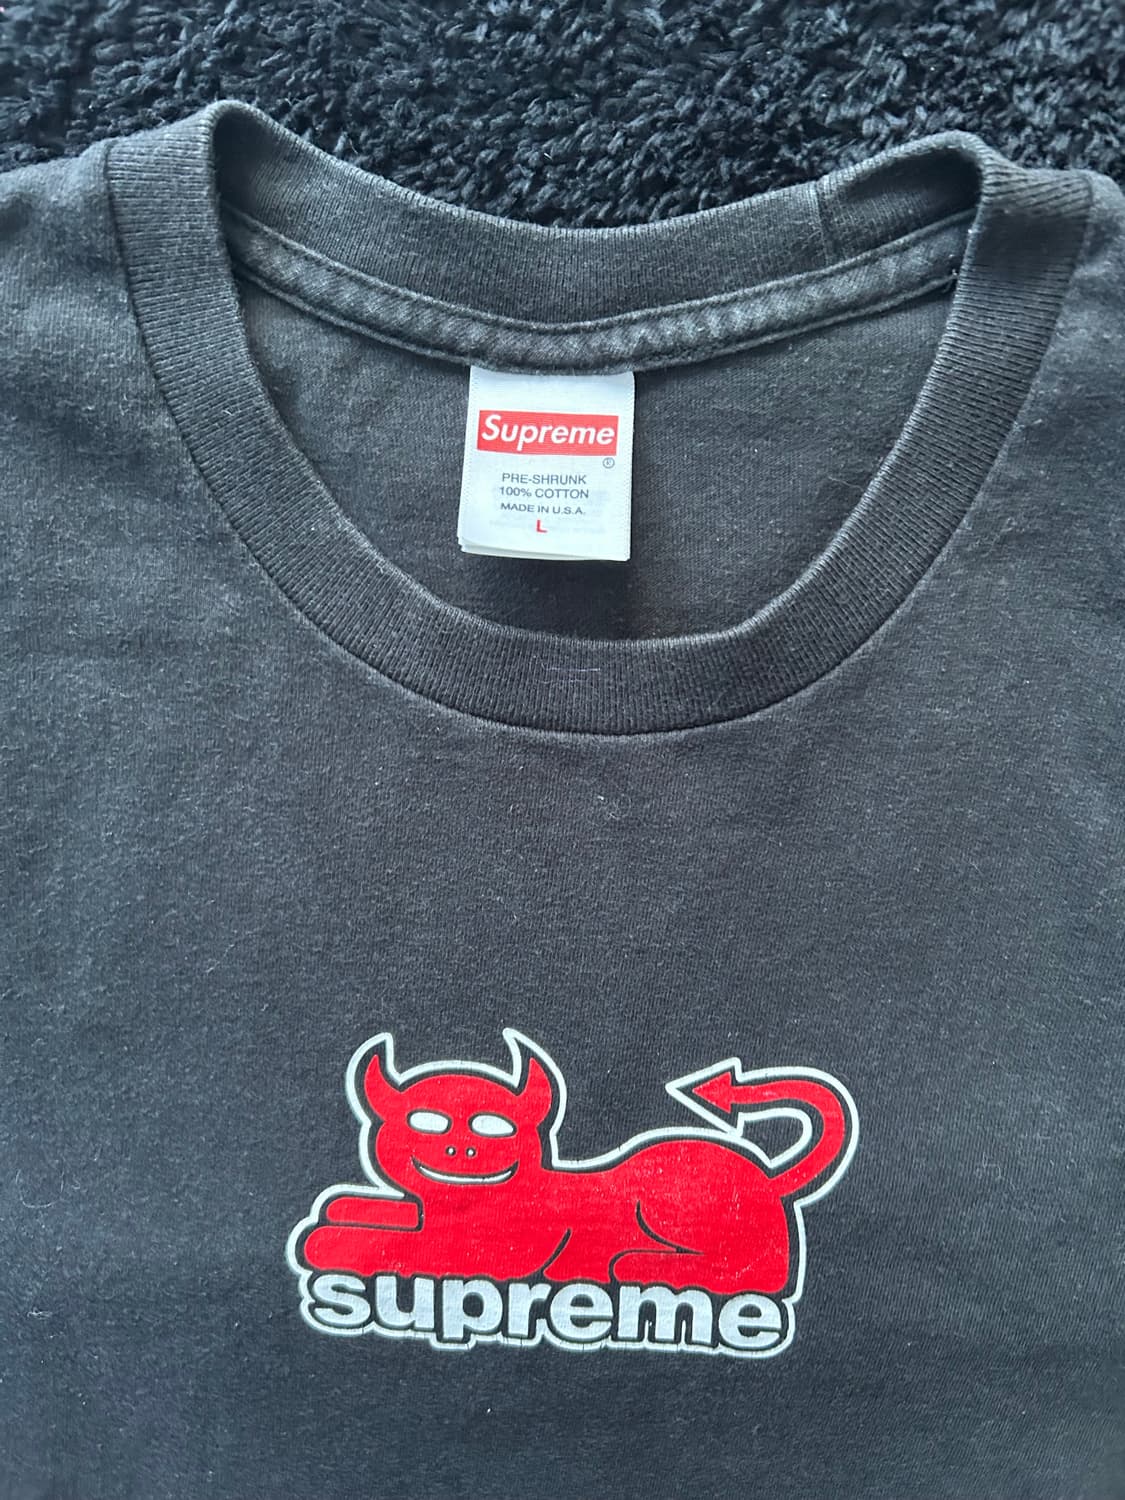 Supreme
®
PRE-SHRUNK
100% COTTON
MADE IN U.S.A.
L
supreme